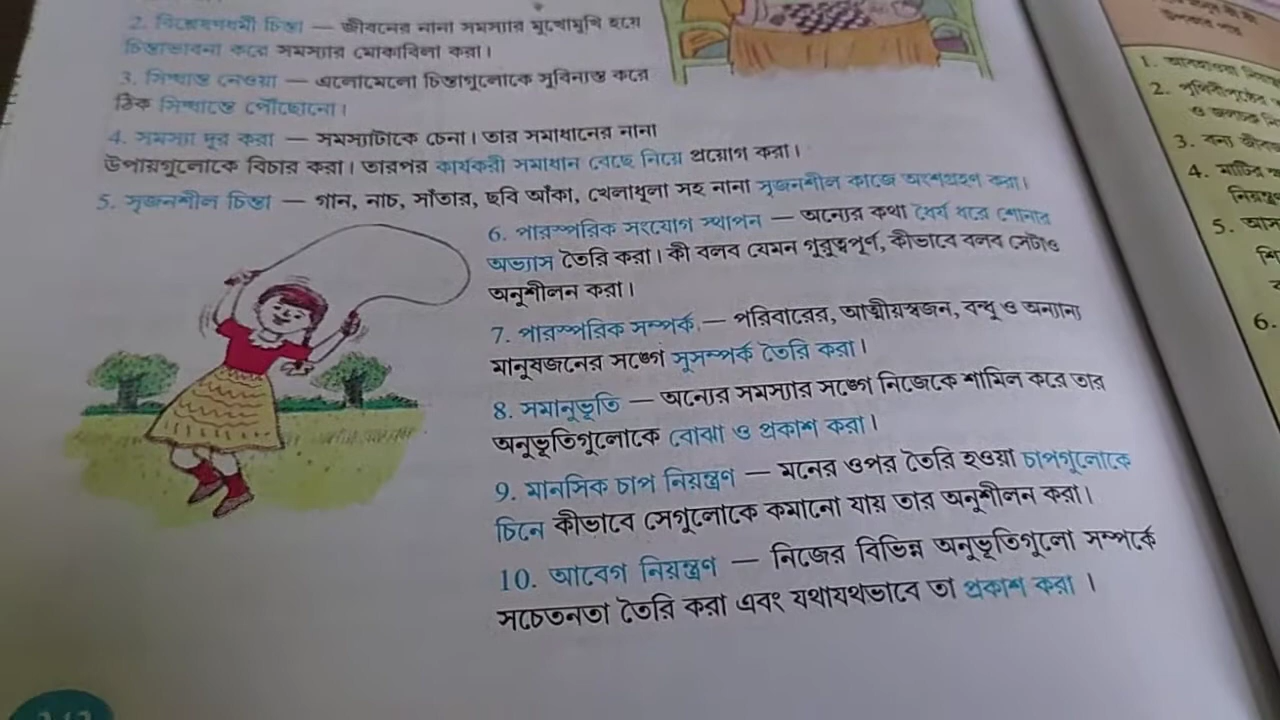 2. বিশ্লেষণধর্মী চিন্তা — জীবনের নানা সমস্যার মুখোমুখি হয়ে
চিন্তাভাবনা করে সমস্যার মোকাবিলা করা।
3. সিদ্ধান্ত নেওয়া — এলোমেলো চিন্তাগুলোকে সুবিন্যস্ত করে
ঠিক সিদ্ধান্তে পৌঁছোনো।
4. সমস্যা দূর করা — সমস্যাটাকে চেনা। তার সমাধানের নানা
উপায়গুলোকে বিচার করা। তারপর কার্যকরী সমাধান বেছে নিয়ে প্রয়োগ করা।
5. সৃজনশীল চিন্তা — গান, নাচ, সাঁতার, ছবি আঁকা, খেলাধূলা সহ নানা সৃজনশীল কাজে অংশগ্রহণ করা।
6. পারস্পরিক সংযোগ স্থাপন — অন্যের কথা ধৈর্য ধরে শোনার
অভ্যাস তৈরি করা। কী বলব যেমন গুরুত্বপূর্ণ, কীভাবে বলব সেটাও
অনুশীলন করা।
7. পারস্পরিক সম্পর্ক — পরিবারের, আত্মীয়স্বজন, বন্ধু ও অন্যান্য
মানুষজনের সঙ্গে সুসম্পর্ক তৈরি করা।
8. সমানুভূতি — অন্যের সমস্যার সঙ্গে নিজেকে শামিল করে তার
অনুভূতিগুলোকে বোঝা ও প্রকাশ করা।
9. মানসিক চাপ নিয়ন্ত্রণ — মনের ওপর তৈরি হওয়া চাপগুলোকে
চিনে কীভাবে সেগুলোকে কমানো যায় তার অনুশীলন করা।
10. আবেগ নিয়ন্ত্রণ — নিজের বিভিন্ন অনুভূতিগুলো সম্পর্কে
সচেতনতা তৈরি করা এবং যথাযথভাবে তা প্রকাশ করা।
1. আবহাওয়া
2. পৃথিবীপৃষ্ঠের
3. বন্য
4. মাটির
5.
6.